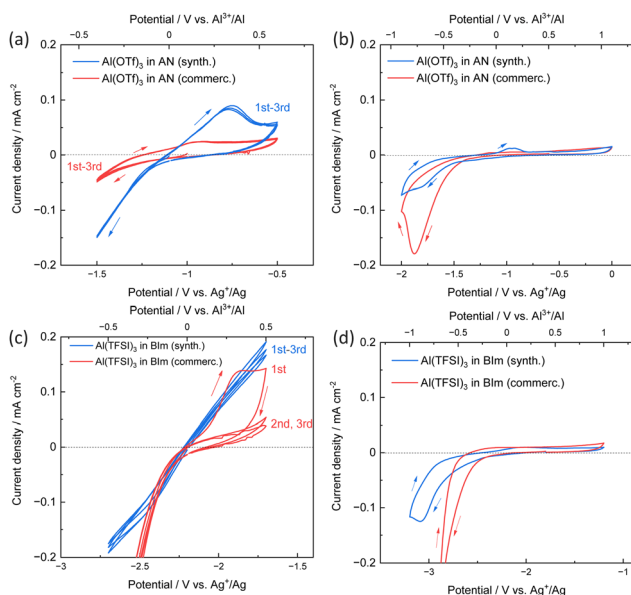 Potential / V vs. Al³⁺/Al
-0.4 0.0 0.4
(a)
Al(OTf)₃ in AN (synth.)
Al(OTf)₃ in AN (commerc.)
1st-3rd
1st-3rd
Current density / mA cm⁻²
0.2
0.1
0
−0.1
−0.2
−1.5 −1 −0.5
Potential / V vs. Ag⁺/Ag
Potential / V vs. Al³⁺/Al
0 1
(b)
Al(OTf)₃ in AN (synth.)
Al(OTf)₃ in AN (commerc.)
Current density / mA cm⁻²
0.2
0.1
0
−0.1
−0.2
−2 −1.5 −1 −0.5 0
Potential / V vs. Ag⁺/Ag
Potential / V vs. Al³⁺/Al
−0.5 0 0.5
(c)
Al(TFSI)₃ in BIm (synth.)
Al(TFSI)₃ in BIm (commerc.)
1st-3rd
1st
2nd, 3rd
Current density / mA cm⁻²
0.2
0.1
0
−0.1
0.2
−3 −2.5 −2 −1.5
Potential / V vs. Ag⁺/Ag
Potential / V vs. Al³⁺/Al
−1 −0.5 0 0.5 1
(d)
Al(TFSI)₃ in BIm (synth.)
Al(TFSI)₃ in BIm (commerc.)
Current density / mA cm⁻²
0.2
0.1
0
−0.1
−0.2
−3 −2 −1
Potential / V vs. Ag⁺/Ag